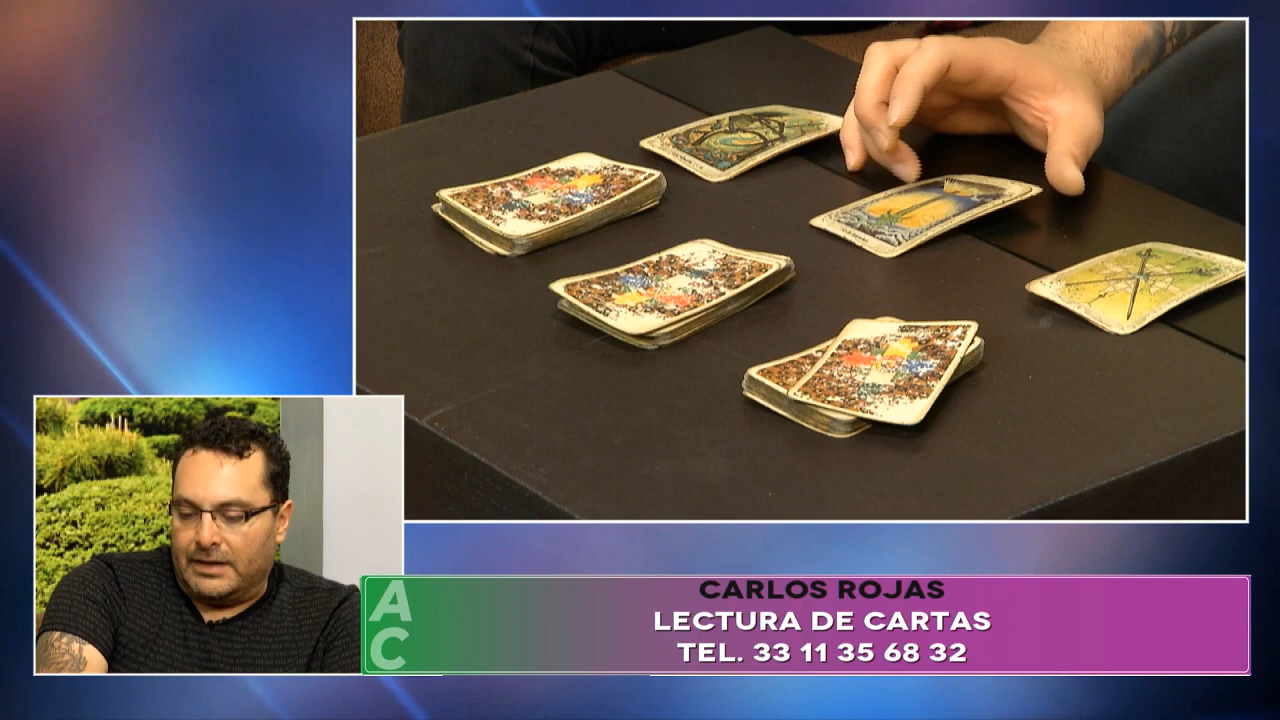 A
C
CARLOS ROJAS
LECTURA DE CARTAS
TEL. 33 11 35 68 32